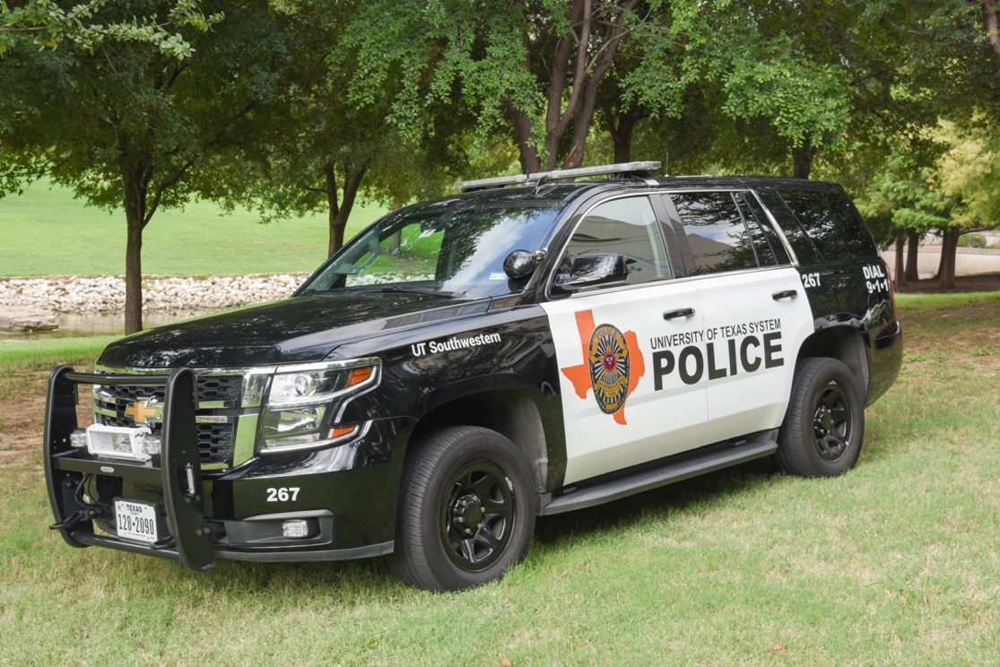 UT Southwestern
UNIVERSITY OF TEXAS SYSTEM
POLICE
267
DIAL
9•1•1
267
TEXAS
128•2090